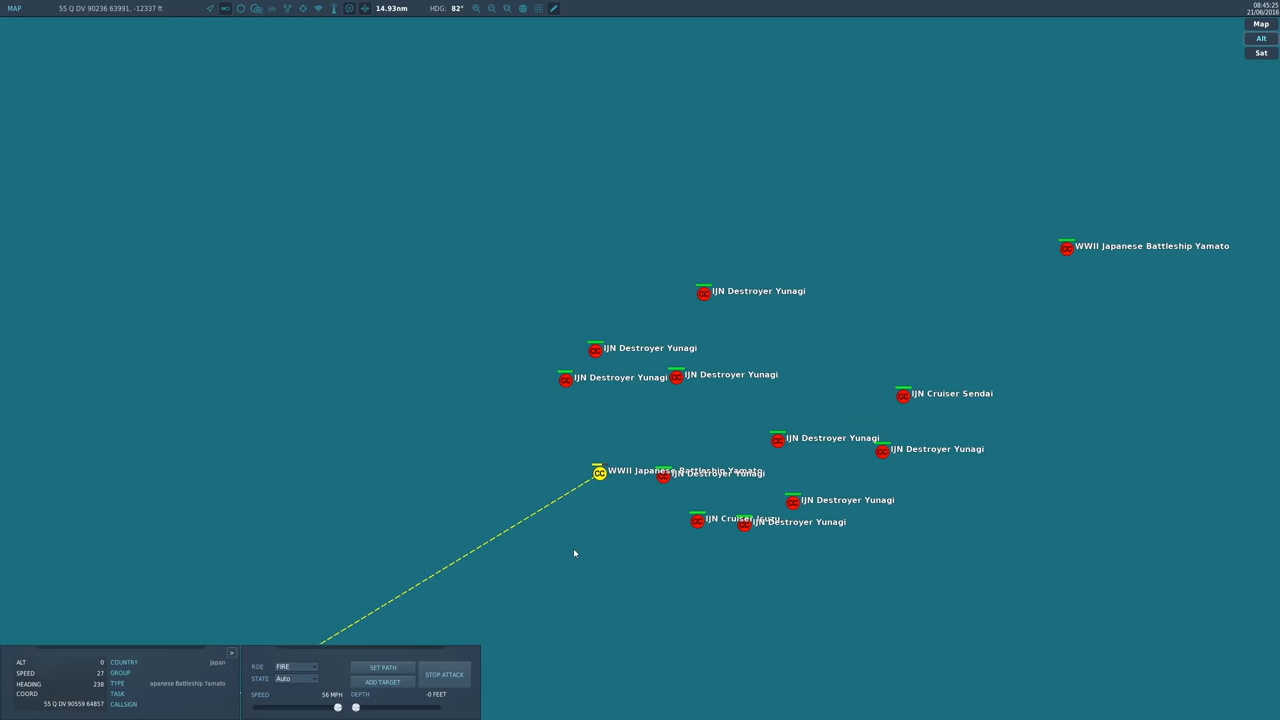 MAP 55 Q DV 90236 63991, -12337 ft 14.93nm HDG: 82° 08:45:25
21/06/2016
Map
Alt
Sat
WWII Japanese Battleship Yamato
IJN Destroyer Yunagi
IJN Destroyer Yunagi
IJN Destroyer Yunagi
IJN Destroyer Yunagi
IJN Cruiser Sendai
IJN Destroyer Yunagi
IJN Destroyer Yunagi
WWII Japanese Battleship Yamato
IJN Destroyer Yunagi
IJN Destroyer Yunagi
IJN Cruiser Isuzu
IJN Destroyer Yunagi
>
ALT 0 COUNTRY Japan
SPEED 27 GROUP
HEADING 238 TYPE apanese Battleship Yamato
COORD TASK
55 Q DV 90559 64857 CALLSIGN
ROE FIRE SET PATH
STATE Auto ADD TARGET
STOP ATTACK
SPEED 56 MPH DEPTH -0 FEET